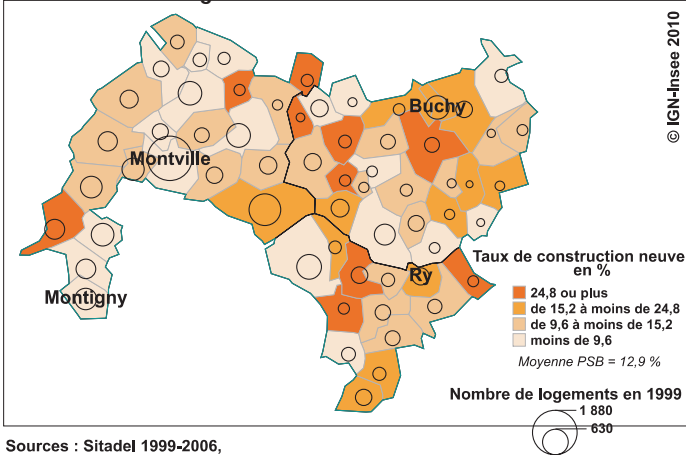 © IGN-Insee 2010
Buchy
Montville
Ry
Montigny
Taux de construction neuve
en %
24,8 ou plus
de 15,2 à moins de 24,8
de 9,6 à moins de 15,2
moins de 9,6
Moyenne PSB = 12,9 %
Nombre de logements en 1999
1 880
630
Sources : Sitadel 1999-2006,